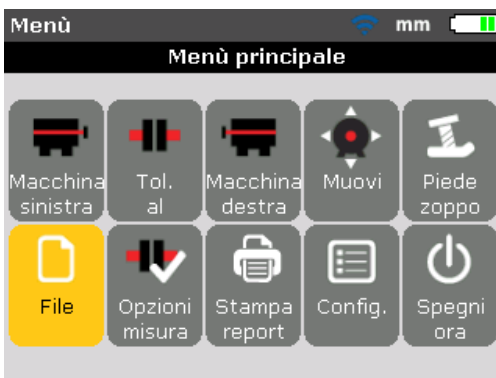 Menù mm
Menù principale
Macchina sinistra
Tol. al
Macchina destra
Muovi
Piede zoppo
File
Opzioni misura
Stampa report
Config.
Spegni ora